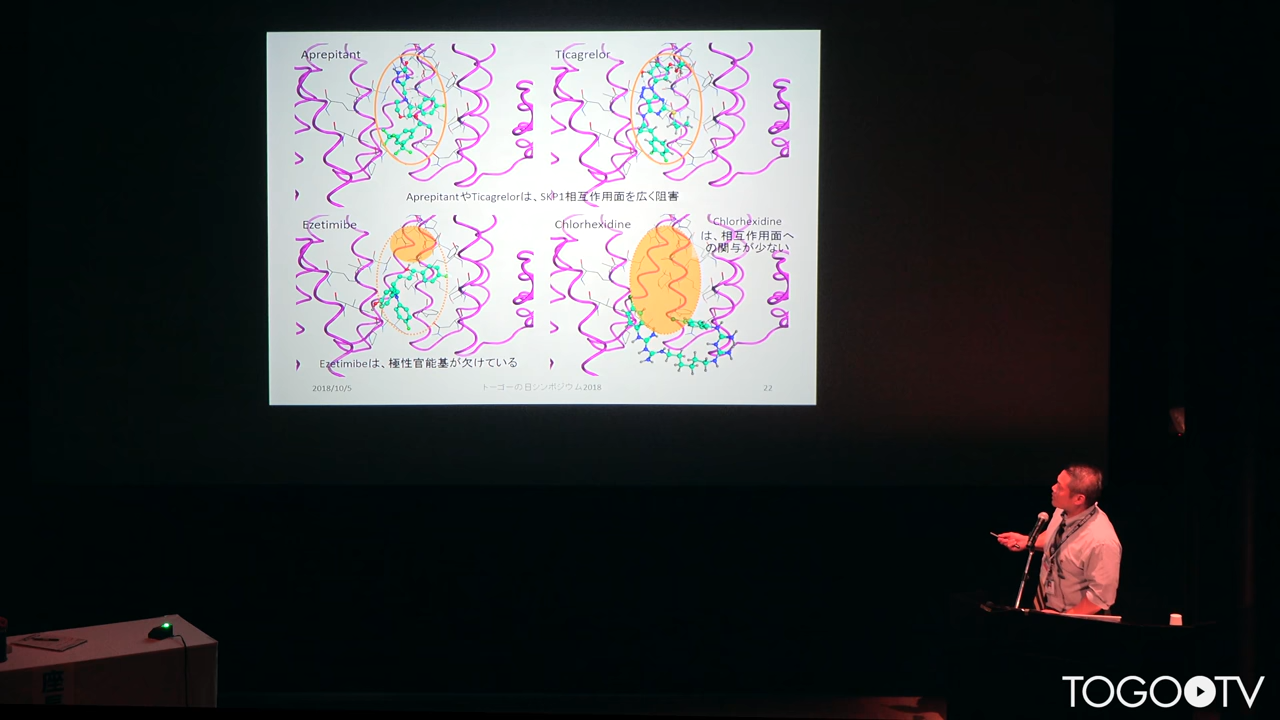 Aprepitant
Ticagrelor
AprepitantやTicagrelorは、SKP1相互作用面を広く阻害
Ezetimibe
Chlorhexidine
Chlorhexidine
は、相互作用面へ
の関与が少ない
Ezetimibeは、極性官能基が欠けている
2018/10/5
トーゴーの日シンポジウム2018
22
座
TOGO TV